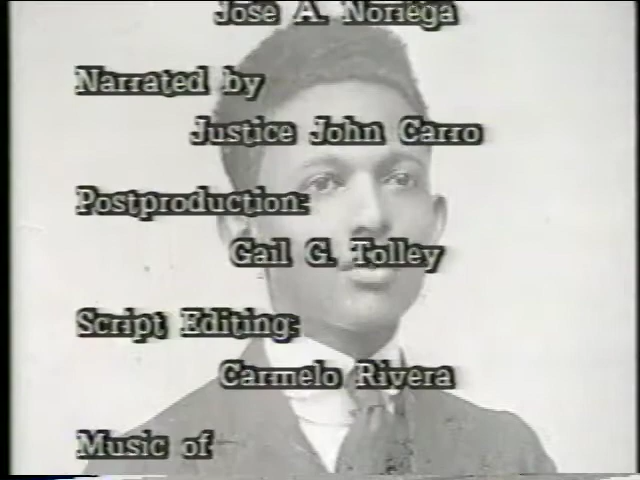 Jose A. Noriega
Narrated by
Justice John Carro
Postproduction:
Gail G. Tolley
Script Editing:
Carmelo Rivera
Music of